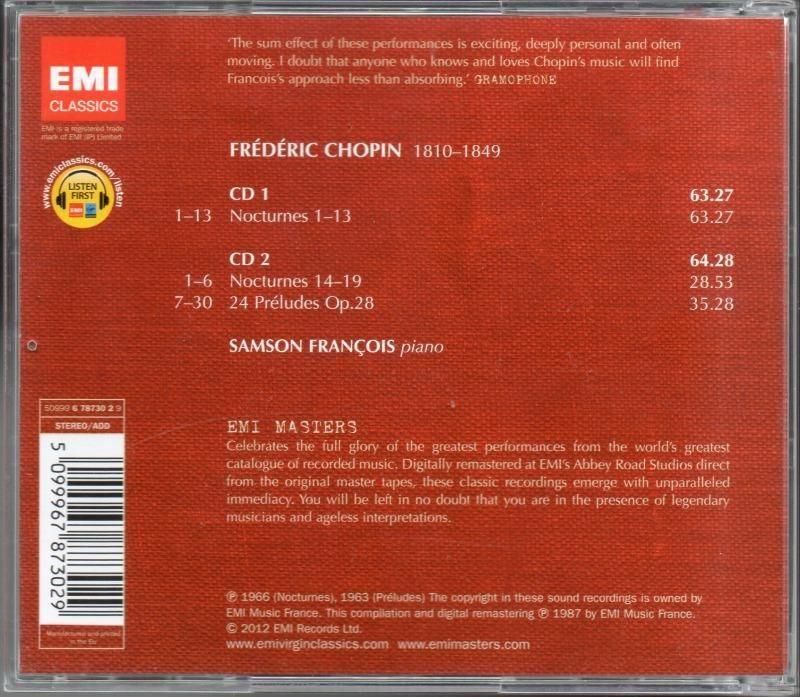 'The sum effect of these performances is exciting, deeply personal and often
moving. I doubt that anyone who knows and loves Chopin's music will find
Francois's approach less than absorbing.' GRAMOPHONE
EMI
CLASSICS
EMI is a registered trade
mark of EMI (IP) Limited
www.emiclassics.com/listen
LISTEN
FIRST
EMI
FRÉDÉRIC CHOPIN 1810–1849
CD 1 63.27
1–13 Nocturnes 1–13 63.27
CD 2 64.28
1–6 Nocturnes 14–19 28.53
7–30 24 Préludes Op.28 35.28
SAMSON FRANÇOIS piano
50999 6 78730 2 9
STEREO/ADD
5 099967 873029
Manufactured and printed
in the Eu
EMI MASTERS
Celebrates the full glory of the greatest performances from the world's greatest
catalogue of recorded music. Digitally remastered at EMI's Abbey Road Studios direct
from the original master tapes, these classic recordings emerge with unparalleled
immediacy. You will be left in no doubt that you are in the presence of legendary
musicians and ageless interpretations.
℗ 1966 (Nocturnes), 1963 (Préludes) The copyright in these sound recordings is owned by
EMI Music France. This compilation and digital remastering ℗ 1987 by EMI Music France.
© 2012 EMI Records Ltd.
www.emivirginclassics.com www.emimasters.com